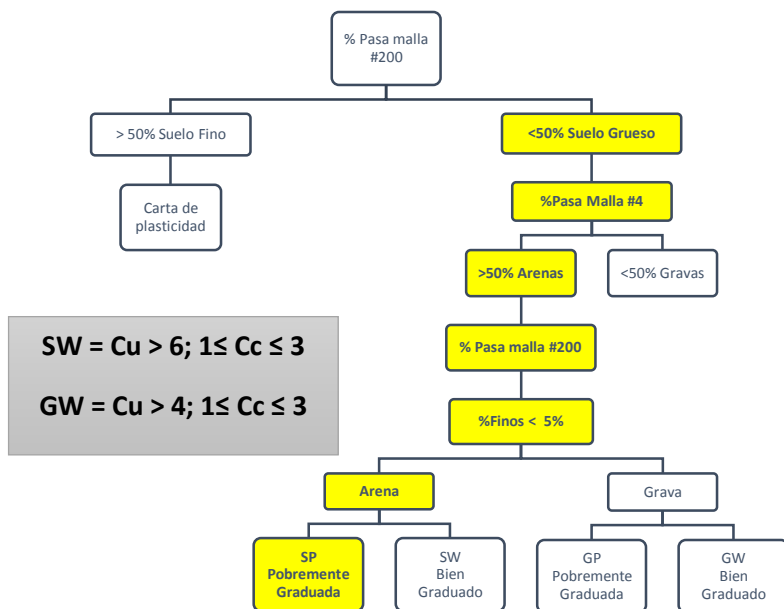 % Pasa malla
#200
> 50% Suelo Fino
<50% Suelo Grueso
Carta de
plasticidad
%Pasa Malla #4
>50% Arenas
<50% Gravas
SW = Cu > 6; 1≤ Cc ≤ 3
GW = Cu > 4; 1≤ Cc ≤ 3
% Pasa malla #200
%Finos < 5%
Arena
Grava
SP
Pobremente
Graduada
SW
Bien
Graduado
GP
Pobremente
Graduada
GW
Bien
Graduado